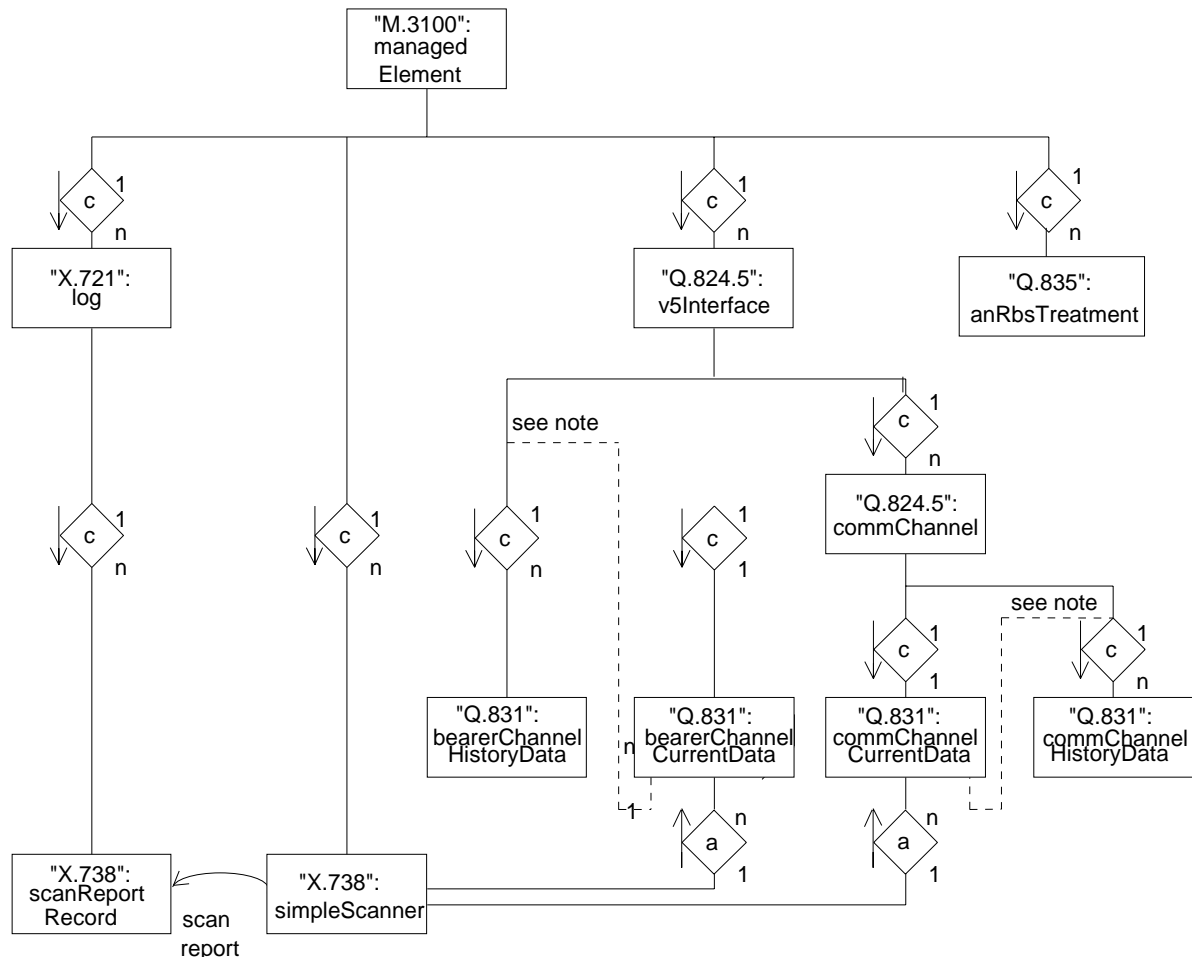 "M.3100":
managed
Element
1
c
n
1
c
n
1
c
n
"X.721":
log
"Q.824.5":
v5Interface
"Q.835":
anRbsTreatment
see note
1
c
n
"Q.824.5":
commChannel
1
c
n
1
c
n
1
c
n
1
c
1
see note
1
c
1
1
c
n
"Q.831":
bearerChannel
HistoryData
n
"Q.831":
bearerChannel
CurrentData
"Q.831":
commChannel
CurrentData
"Q.831":
commChannel
HistoryData
1
n
a
1
n
a
1
"X.738":
scanReport
Record
"X.738":
simpleScanner
scan
report